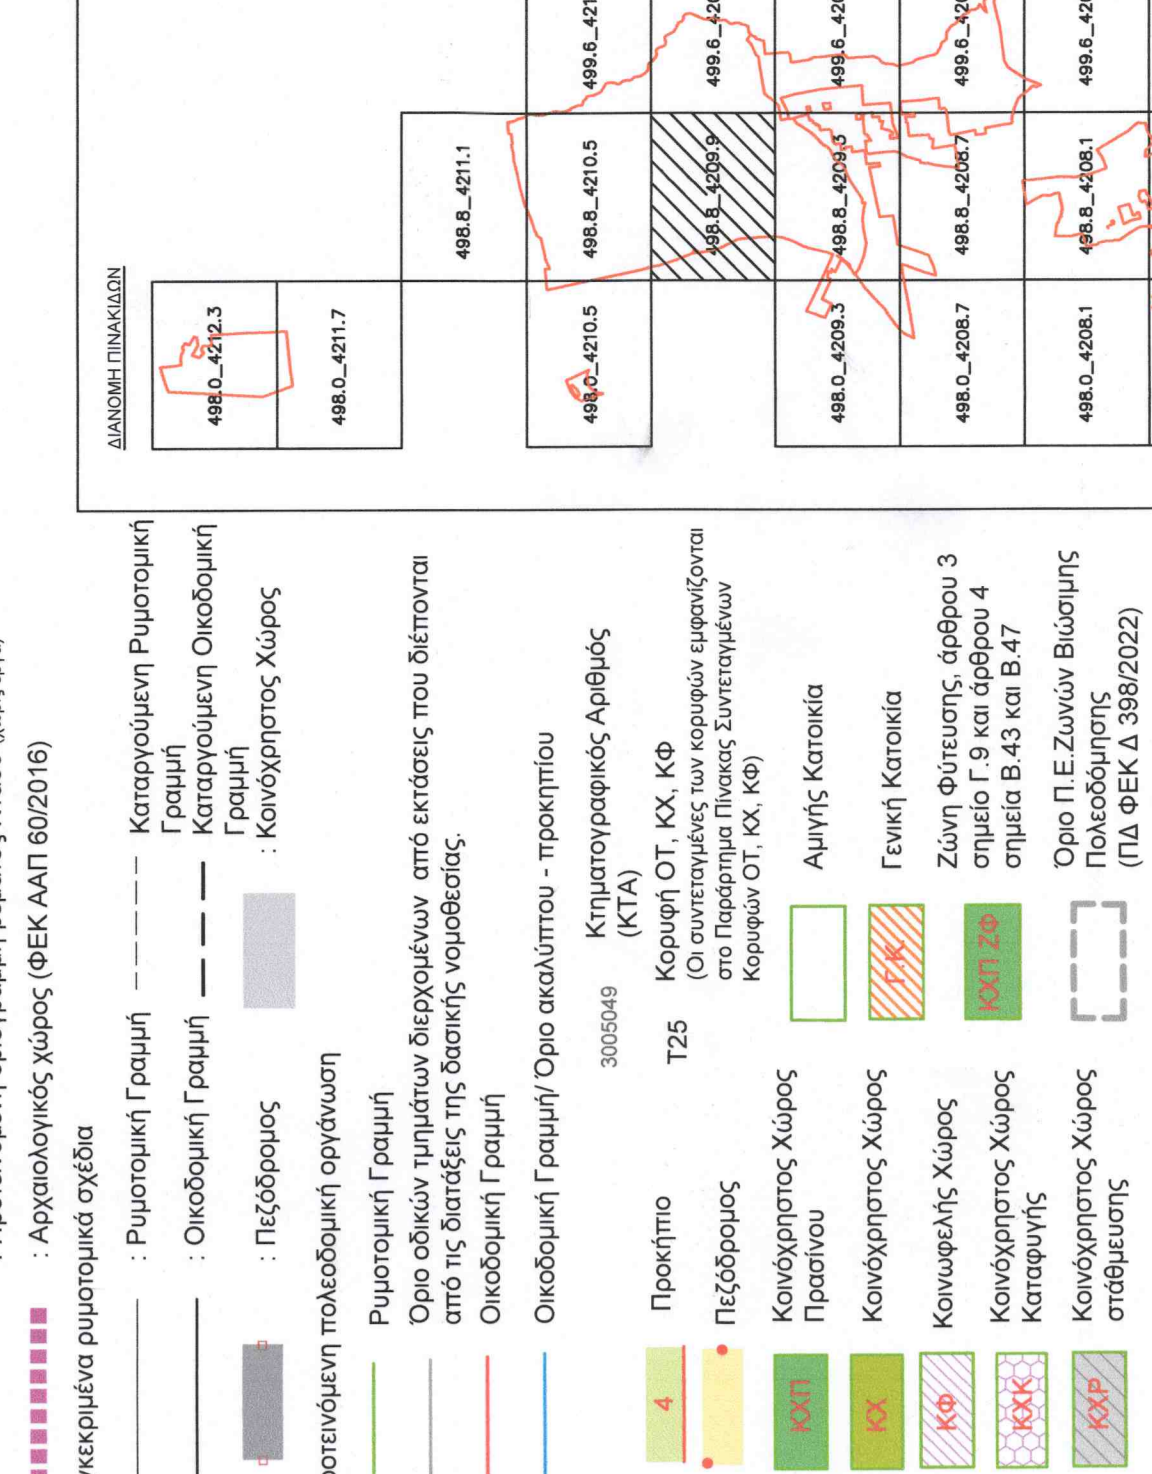 : Αρχαιολογικός χώρος (ΦΕΚ ΑΑΠ 60/2016)
ρυμοτομικά σχέδια
: Ρυμοτομική Γραμμή
Καταργούμενη Ρυμοτομική
Γραμμή
: Οικοδομική Γραμμή
Καταργούμενη Οικοδομική
Γραμμή
: Πεζόδρομος
: Κοινόχρηστος Χώρος
πολεοδομική οργάνωση
Ρυμοτομική Γραμμή
Όριο οδικών τμημάτων διερχομένων από εκτάσεις που διέπονται
από τις διατάξεις της δασικής νομοθεσίας.
Οικοδομική Γραμμή
Οικοδομική Γραμμή/ Όριο ακαλύπτου - προκηπίου
3005049
Κτηματογραφικός Αριθμός
(ΚΤΑ)
4
Προκήπιο
T25
Κορυφή ΟΤ, ΚΧ, ΚΦ
(Οι συντεταγμένες των κορυφών εμφανίζονται
στο Παράρτημα Πίνακας Συντεταγμένων
Κορυφών ΟΤ, ΚΧ, ΚΦ)
Πεζόδρομος
ΚΧΠ
Κοινόχρηστος Χώρος
Πρασίνου
Αμιγής Κατοικία
ΚΧ
Κοινόχρηστος Χώρος
Γ.Κ.
Γενική Κατοικία
ΚΦ
Κοινωφελής Χώρος
ΚΧΠ ΖΦ
Ζώνη Φύτευσης, άρθρου 3
σημείο Γ.9 και άρθρου 4
σημεία Β.43 και Β.47
ΚΧΚ
Κοινόχρηστος Χώρος
Καταφυγής
ΚΧΡ
Κοινόχρηστος Χώρος
στάθμευσης
Όριο Π.Ε.Ζωνών Βιώσιμης
Πολεοδόμησης
(ΠΔ ΦΕΚ Δ 398/2022)
ΔΙΑΝΟΜΗ ΠΙΝΑΚΙΔΩΝ
498.0_4212.3
498.0_4211.7
498.8_4211.1
498.0_4210.5
498.8_4210.5
498.8_4209.9
498.0_4209.3
498.8_4209.3
498.0_4208.7
498.8_4208.7
498.0_4208.1
498.8_4208.1